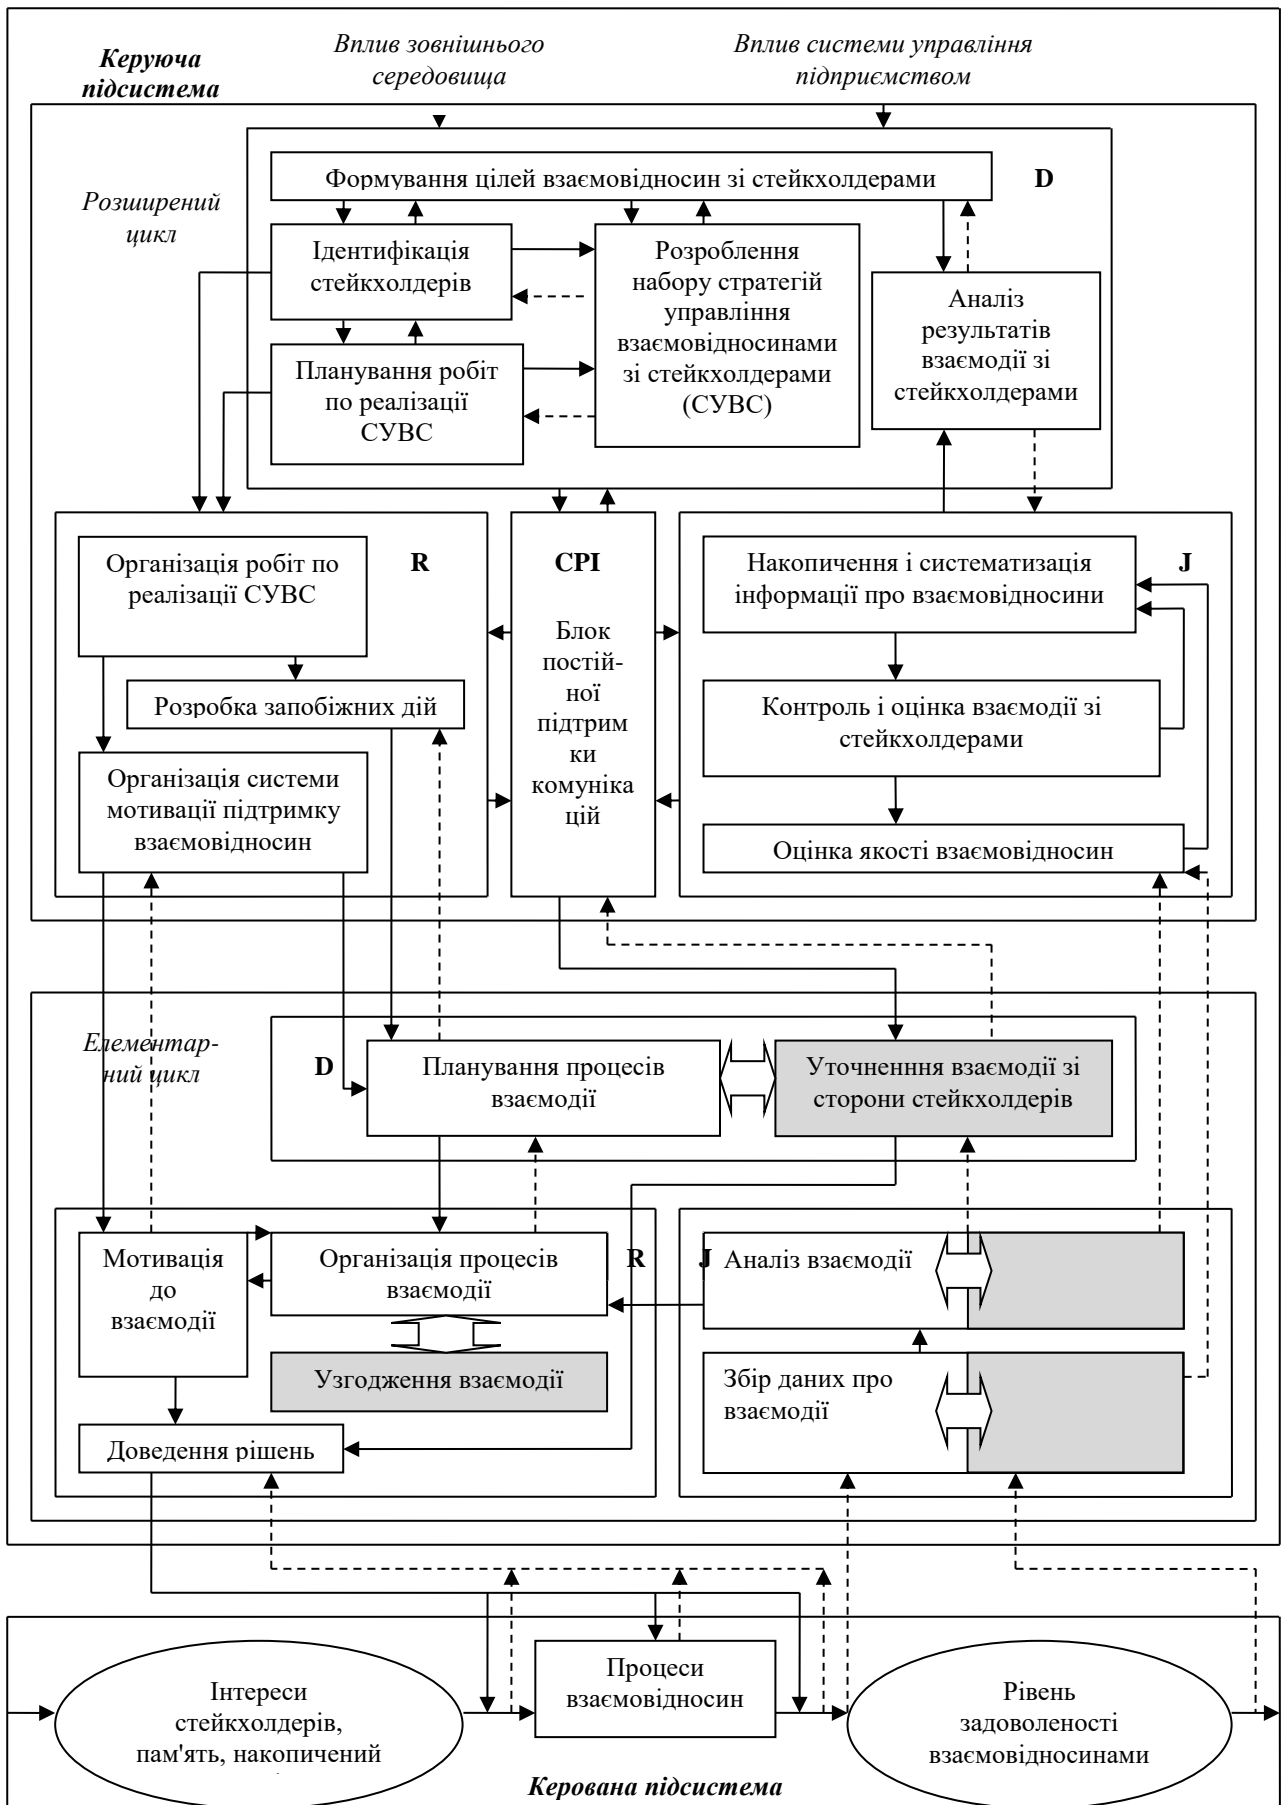 Керуюча
підсистема
Вплив зовнішнього
середовища
Вплив системи управління
підприємством
Розширений
цикл
Формування цілей взаємовідносин зі стейкхолдерами
D
Ідентифікація
стейкхолдерів
Розроблення
набору стратегій
управління
взаємовідносинами
зі стейкхолдерами
(СУВС)
Аналіз
результатів
взаємодії зі
стейкхолдерами
Планування робіт
по реалізації
СУВС
Організація робіт по
реалізації СУВС
R
Розробка запобіжних дій
Організація системи
мотивації підтримку
взаємовідносин
CPI
Блок
постій-
ної
підтрим
ки
комуніка
цій
Накопичення і систематизація
інформації про взаємовідносини
J
Контроль і оцінка взаємодії зі
стейкхолдерами
Оцінка якості взаємовідносин
Елементар-
ний цикл
D
Планування процесів
взаємодії
Уточненння взаємодії зі
сторони стейкхолдерів
Мотивація
до
взаємодії
Організація процесів
взаємодії
R
Узгодження взаємодії
Доведення рішень
J
Аналіз взаємодії
Збір даних про
взаємодії
Інтереси
стейкхолдерів,
пам'ять, накопичений
Процеси
взаємовідносин
Рівень
задоволеності
взаємовідносинами
Керована підсистема